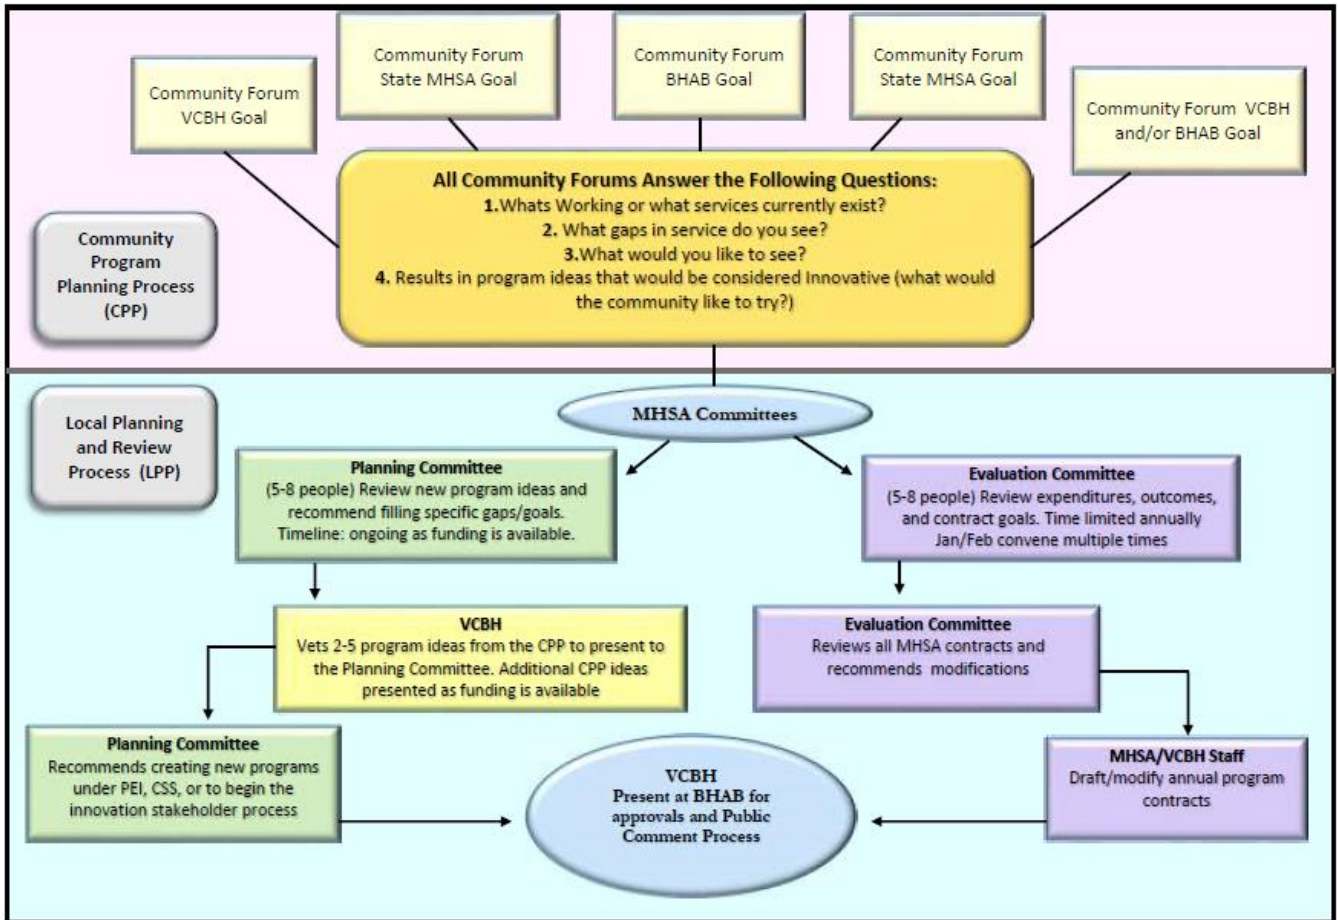 Community Forum
VCBH Goal
Community Forum
State MHSA Goal
Community Forum
BHAB Goal
Community Forum
State MHSA Goal
Community Forum  VCBH
and/or BHAB Goal
All Community Forums Answer the Following Questions:
1.Whats Working or what services currently exist?
2. What gaps in service do you see?
3.What would you like to see?
4. Results in program ideas that would be considered Innovative (what would
the community like to try?)
Community
Program
Planning Process
(CPP)
Local Planning
and Review
Process  (LPP)
MHSA Committees
Planning Committee
(5-8 people) Review new program ideas and
recommend filling specific gaps/goals.
Timeline: ongoing as funding is available.
Evaluation Committee
(5-8 people) Review expenditures, outcomes,
and contract goals. Time limited annually
Jan/Feb convene multiple times
VCBH
Vets 2-5 program ideas from the CPP to present to
the Planning Committee. Additional CPP ideas
presented as funding is available
Evaluation Committee
Reviews all MHSA contracts and
recommends  modifications
Planning Committee
Recommends creating new programs
under PEI, CSS, or to begin the
innovation stakeholder process
VCBH
Present at BHAB for
approvals and Public
Comment Process
MHSA/VCBH Staff
Draft/modify annual program
contracts